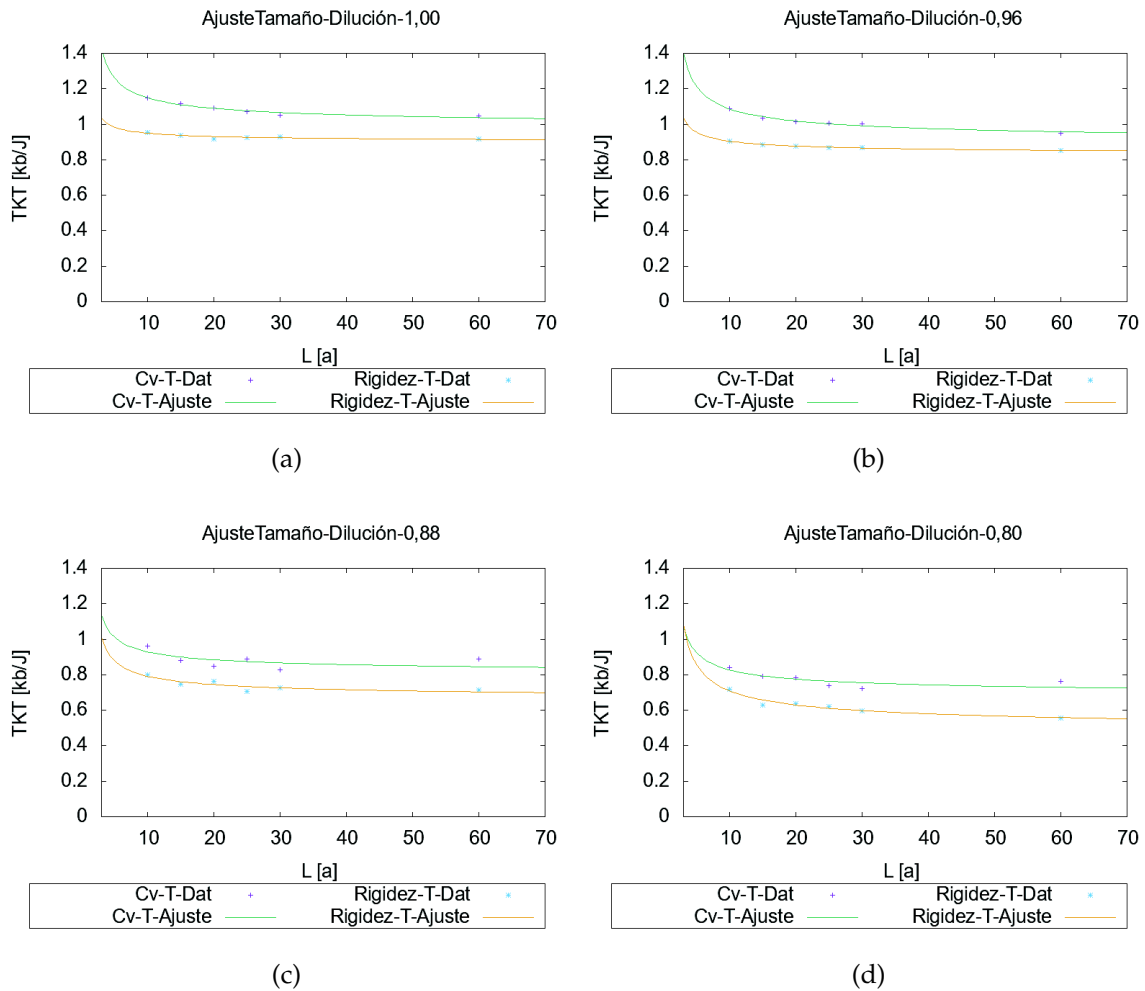 AjusteTamaño-Dilución-1,00
1.4
1.2
1
0.8
0.6
0.4
0.2
0
TKT [kb/J]
10 20 30 40 50 60 70
L [a]
Cv-T-Dat Rigidez-T-Dat
Cv-T-Ajuste Rigidez-T-Ajuste
(a)
AjusteTamaño-Dilución-0,96
1.4
1.2
1
0.8
0.6
0.4
0.2
0
TKT [kb/J]
10 20 30 40 50 60 70
L [a]
Cv-T-Dat Rigidez-T-Dat
Cv-T-Ajuste Rigidez-T-Ajuste
(b)
AjusteTamaño-Dilución-0,88
1.4
1.2
1
0.8
0.6
0.4
0.2
0
TKT [kb/J]
10 20 30 40 50 60 70
L [a]
Cv-T-Dat Rigidez-T-Dat
Cv-T-Ajuste Rigidez-T-Ajuste
(c)
AjusteTamaño-Dilución-0,80
1.4
1.2
1
0.8
0.6
0.4
0.2
0
TKT [kb/J]
10 20 30 40 50 60 70
L [a]
Cv-T-Dat Rigidez-T-Dat
Cv-T-Ajuste Rigidez-T-Ajuste
(d)